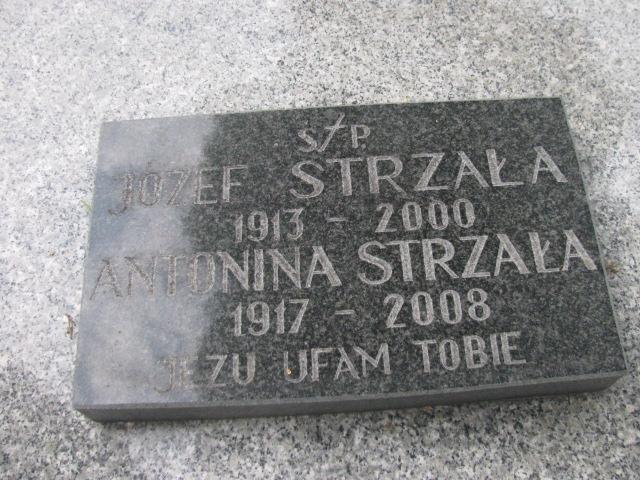 Ś†P.
JÓZEF STRZAŁA
1913 - 2000
ANTONINA STRZAŁA
1917 - 2008
JEZU UFAM TOBIE